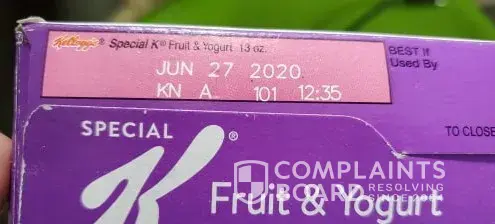 Kellogg's® Special K® Fruit & Yogurt 13 oz.
BEST If
Used By
JUN 27 2020
KN A 101 12:35
TO CLOSE
SPECIAL
K®
Fruit & Yogurt
COMPLAINTS
BOARD RESOLVING